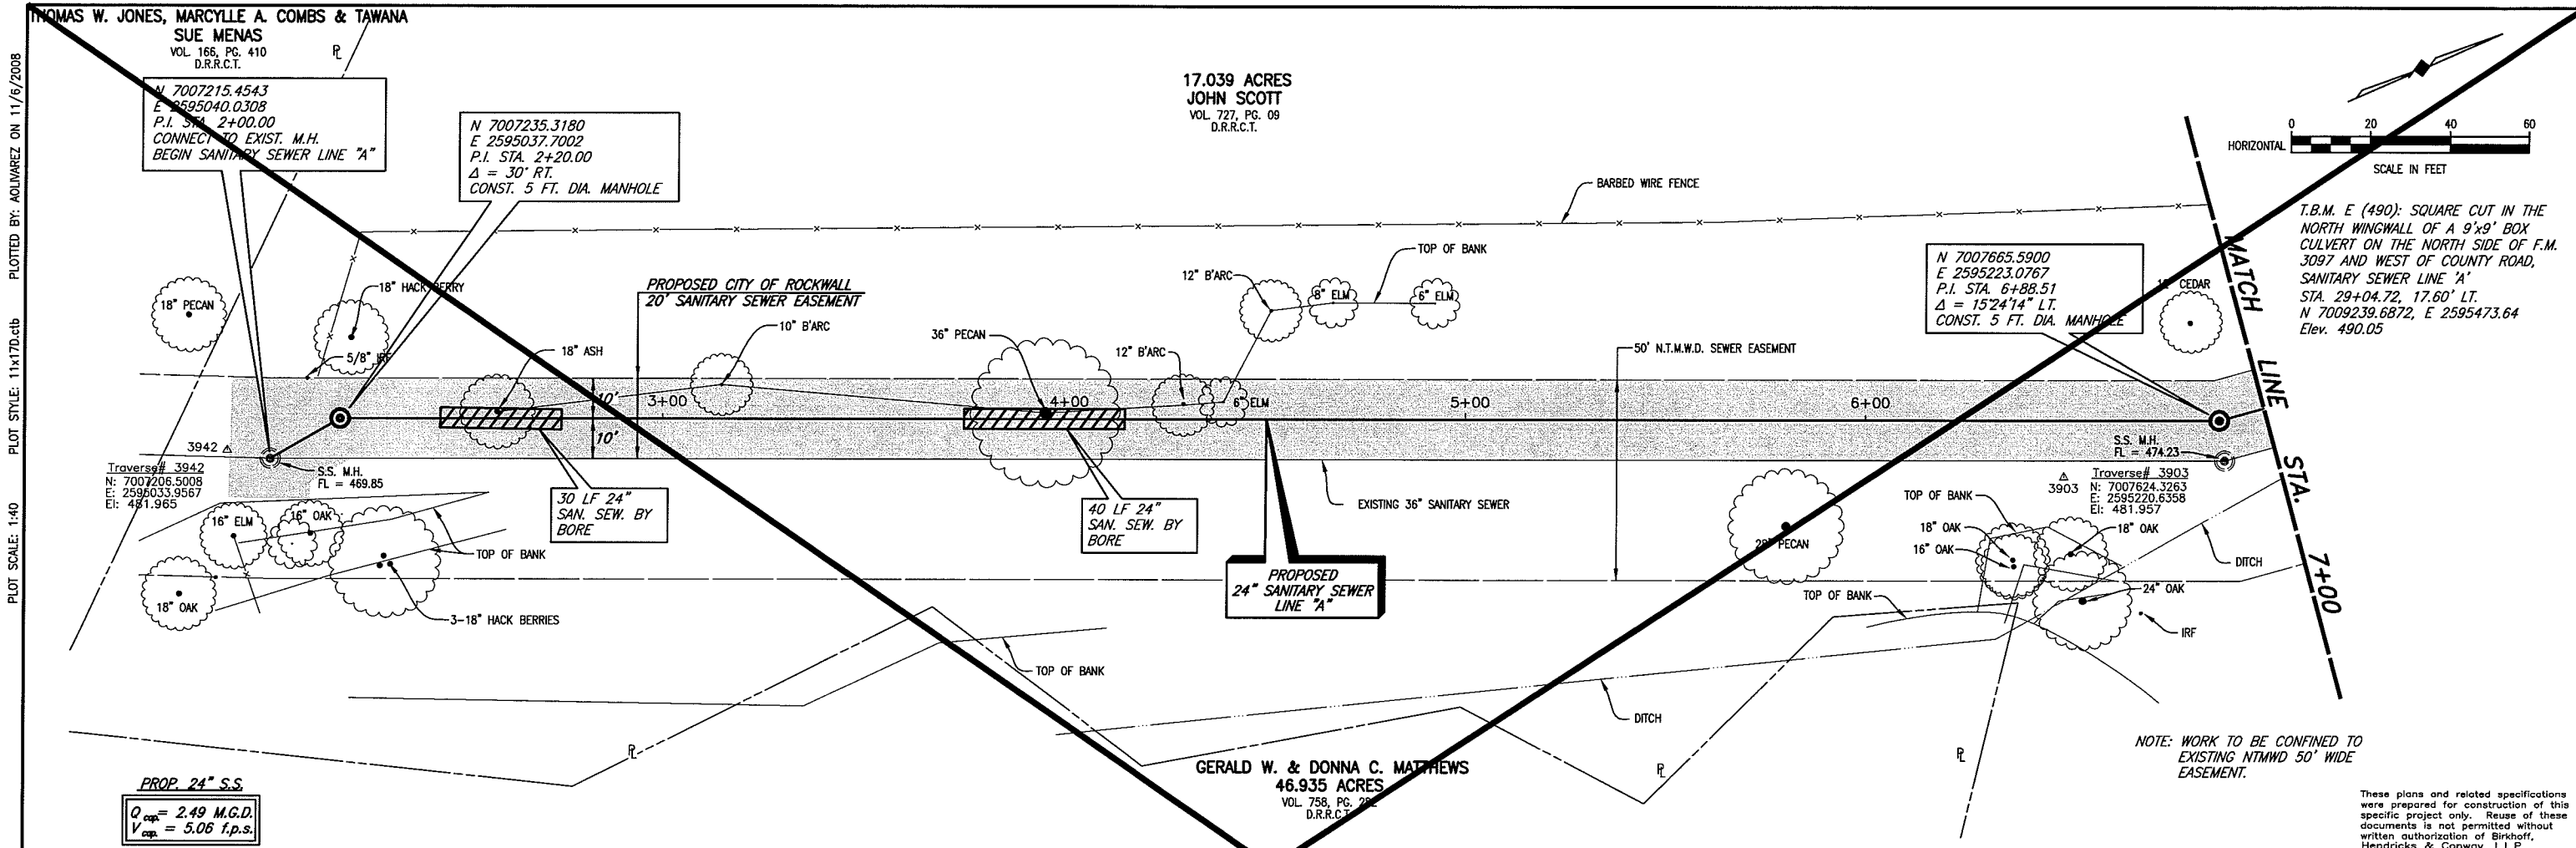 PLOTTED BY: AOLIVAREZ ON 11/6/2008
PLOT STYLE: 11x17D.ctb
PLOT SCALE: 1:40
THOMAS W. JONES, MARCYLLE A. COMBS & TAWANA
SUE MENAS
VOL. 166, PG. 410
D.R.R.C.T.
N 7007215.4543
E 2595040.0308
P.I. STA. 2+00.00
CONNECT TO EXIST. M.H.
BEGIN SANITARY SEWER LINE "A"
N 7007235.3180
E 2595037.7002
P.I. STA. 2+20.00
Δ = 30° RT.
CONST. 5 FT. DIA. MANHOLE
17.039 ACRES
JOHN SCOTT
VOL. 727, PG. 09
D.R.R.C.T.
0 20 40 60
HORIZONTAL
SCALE IN FEET
BARBED WIRE FENCE
T.B.M. E (490): SQUARE CUT IN THE
NORTH WINGWALL OF A 9'x9' BOX
CULVERT ON THE NORTH SIDE OF F.M.
3097 AND WEST OF COUNTY ROAD,
SANITARY SEWER LINE 'A'
STA. 29+04.72, 17.60' LT.
N 7009239.6872, E 2595473.64
Elev. 490.05
N 7007665.5900
E 2595223.0767
P.I. STA. 6+88.51
Δ = 15°24'14" LT.
CONST. 5 FT. DIA. MANHOLE
CEDAR
MATCH LINE STA. 7+00
18" PECAN
18" HACK BERRY
5/8" IRF
PROPOSED CITY OF ROCKWALL
20' SANITARY SEWER EASEMENT
10" B'ARC
18" ASH
36" PECAN
12" B'ARC
12" B'ARC
8" ELM
6" ELM
TOP OF BANK
6" ELM
50' N.T.M.W.D. SEWER EASEMENT
10'
10'
3+00
4+00
5+00
6+00
3942
Traverse# 3942
N: 7007206.5008
E: 2595033.9567
El: 481.965
S.S. M.H.
FL = 469.85
S.S. M.H.
FL = 474.23
3903
Traverse# 3903
N: 7007624.3263
E: 2595220.6358
El: 481.957
30 LF 24"
SAN. SEW. BY
BORE
40 LF 24"
SAN. SEW. BY
BORE
EXISTING 36" SANITARY SEWER
PROPOSED
24" SANITARY SEWER
LINE "A"
16" ELM
16" OAK
18" OAK
TOP OF BANK
3-18" HACK BERRIES
PECAN
TOP OF BANK
18" OAK
16" OAK
18" OAK
24" OAK
DITCH
IRF
TOP OF BANK
TOP OF BANK
DITCH
NOTE: WORK TO BE CONFINED TO
EXISTING NTMWD 50' WIDE
EASEMENT.
GERALD W. & DONNA C. MATTHEWS
46.935 ACRES
VOL. 758, PG.
D.R.R.C.T.
PROP. 24" S.S.
Q cap. = 2.49 M.G.D.
V cap. = 5.06 f.p.s.
These plans and related specifications
were prepared for construction of this
specific project only. Reuse of these
documents is not permitted without
written authorization of Birkhoff,
Hendricks & Conway, L.L.P.